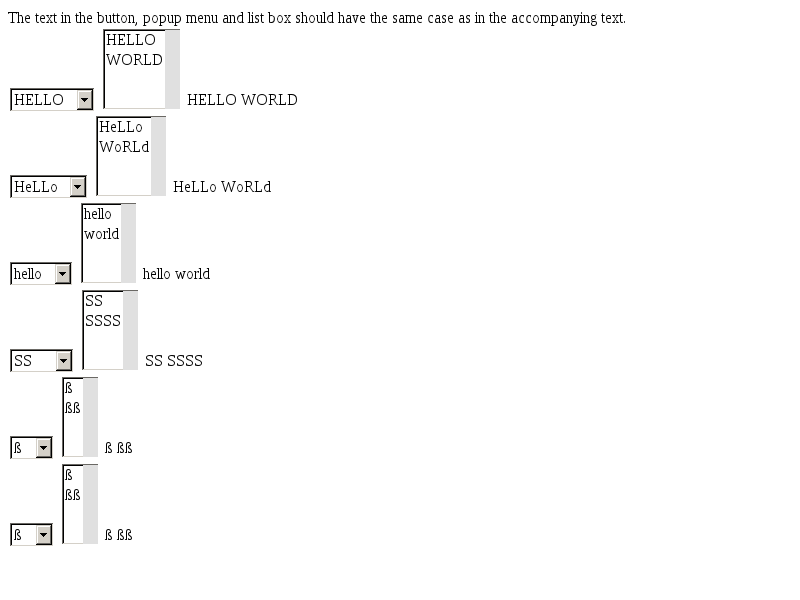 The text in the button, popup menu and list box should have the same case as in the accompanying text.
HELLO
WORLD
HELLO HELLO WORLD
HeLLo
WoRLd
HeLLo HeLLo WoRLd
hello
world
hello hello world
SS
SSSS
SS SS SSSS
ß
ßß
ß ß ßß
ß
ßß
ß ß ßß